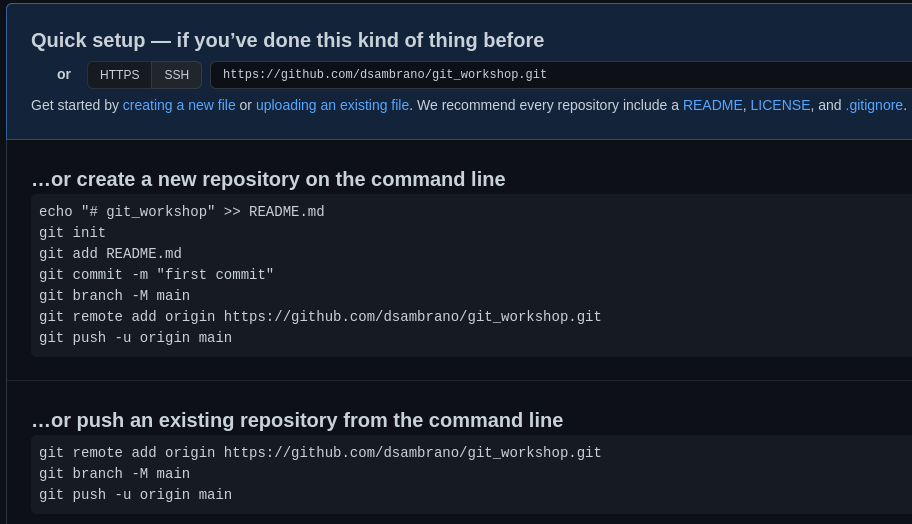 Quick setup — if you’ve done this kind of thing before
or HTTPS SSH https://github.com/dsambrano/git_workshop.git
Get started by creating a new file or uploading an existing file. We recommend every repository include a README, LICENSE, and .gitignore.
…or create a new repository on the command line
echo "# git_workshop" >> README.md
git init
git add README.md
git commit -m "first commit"
git branch -M main
git remote add origin https://github.com/dsambrano/git_workshop.git
git push -u origin main
…or push an existing repository from the command line
git remote add origin https://github.com/dsambrano/git_workshop.git
git branch -M main
git push -u origin main